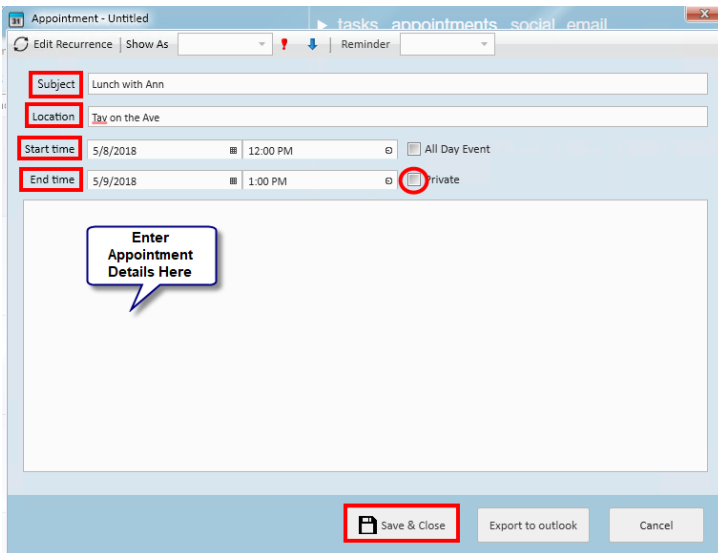 31 Appointment - Untitled
tasks appointments social email
Edit Recurrence Show As Reminder
Subject Lunch with Ann
Location Tav on the Ave
Start time 5/8/2018 12:00 PM All Day Event
End time 5/9/2018 1:00 PM Private
Enter
Appointment
Details Here
Save & Close Export to outlook Cancel